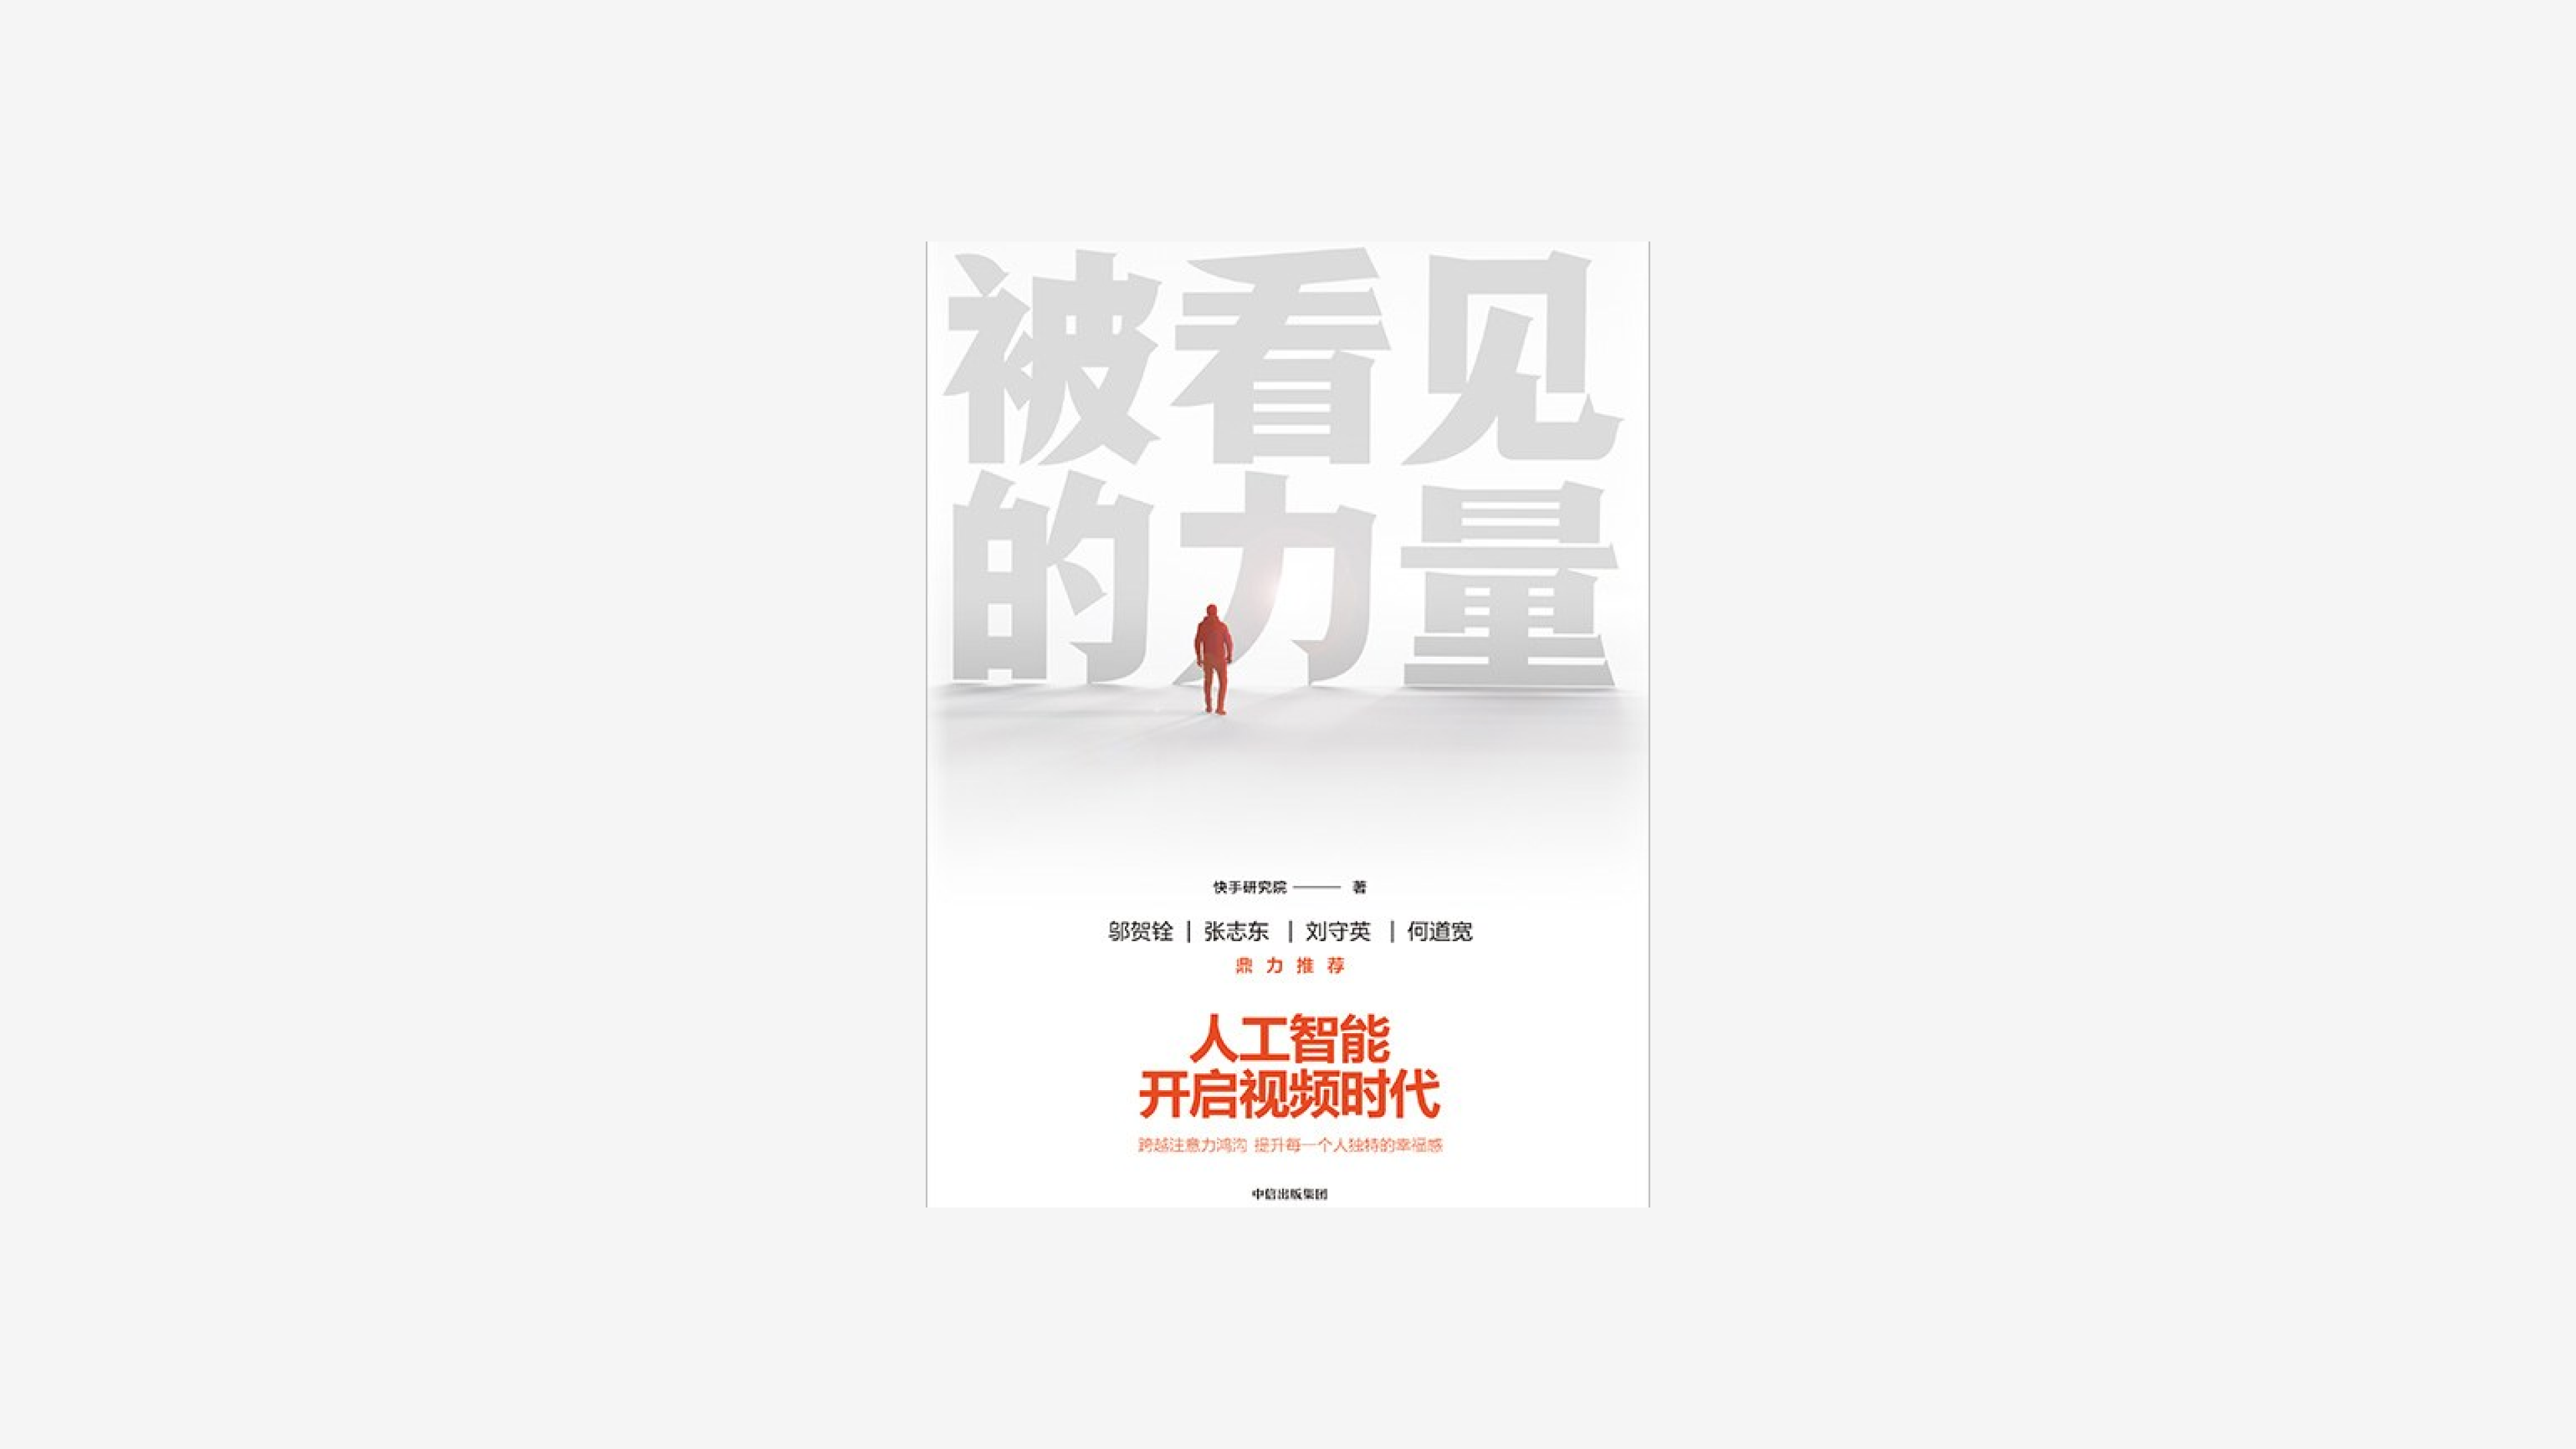 被看见
的力量
快手研究院 —— 著
邬贺铨 | 张志东 | 刘守英 | 何道宽
鼎力推荐
人工智能
开启视频时代
跨越注意力鸿沟 提升每一个人独特的幸福感
中信出版集团